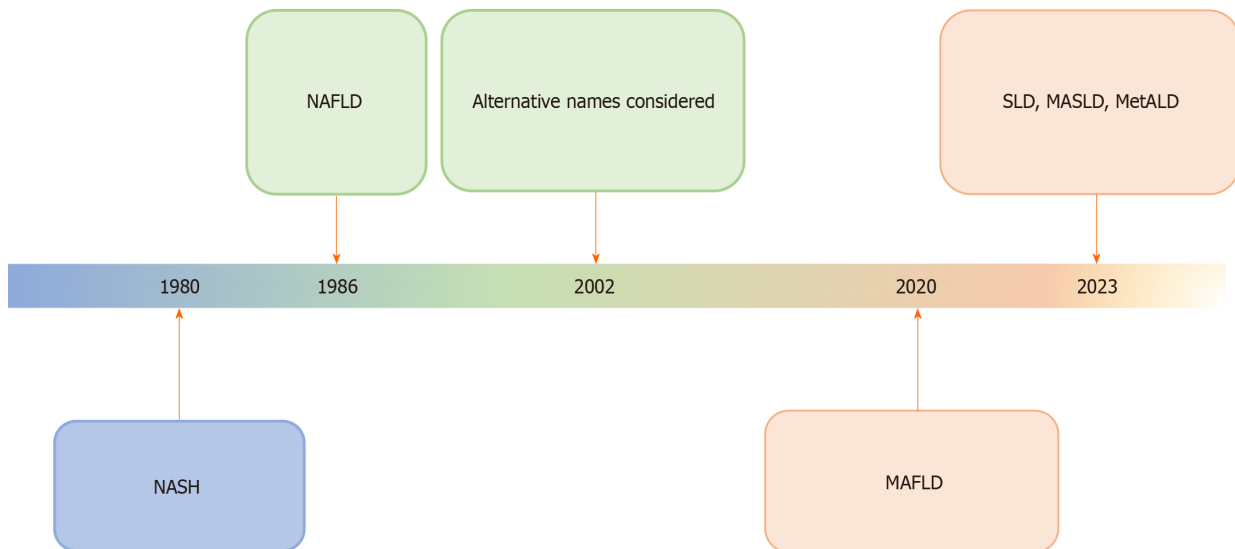 NAFLD
Alternative names considered
SLD, MASLD, MetALD
1980
1986
2002
2020
2023
NASH
MAFLD